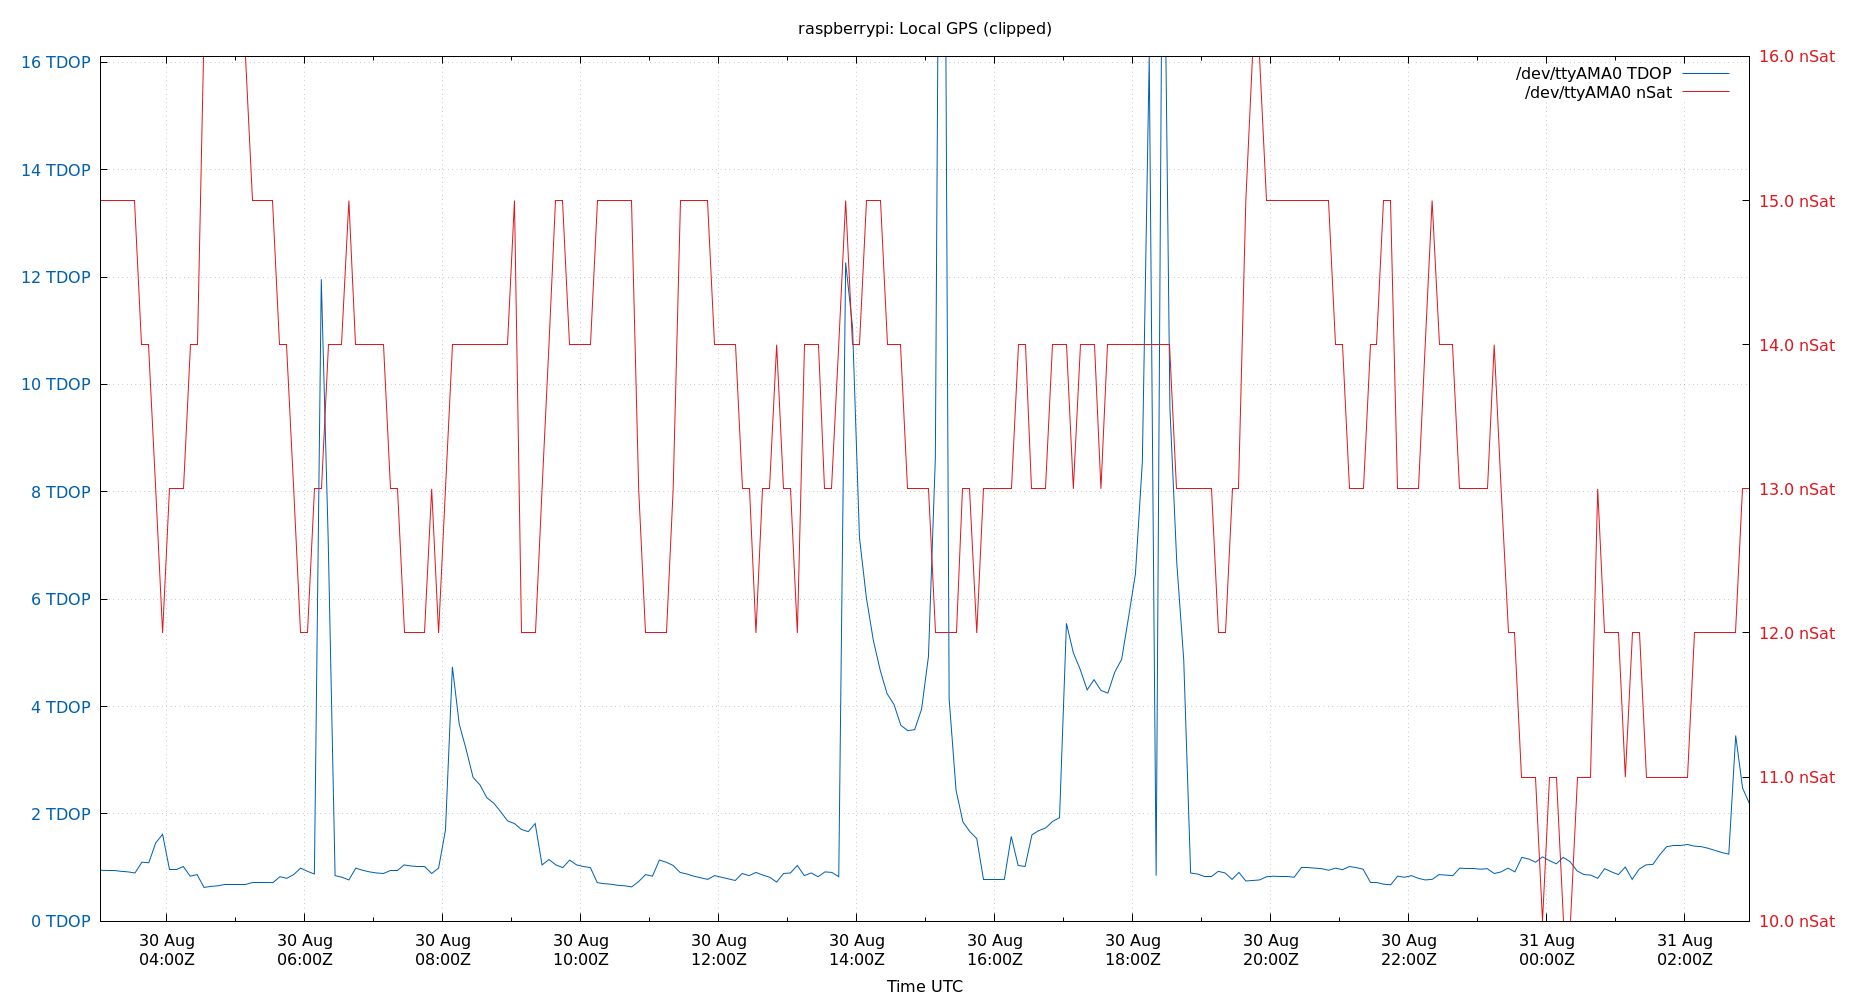 raspberrypi: Local GPS (clipped)
16 TDOP
14 TDOP
12 TDOP
10 TDOP
8 TDOP
6 TDOP
4 TDOP
2 TDOP
0 TDOP
/dev/ttyAMA0 TDOP
/dev/ttyAMA0 nSat
16.0 nSat
15.0 nSat
14.0 nSat
13.0 nSat
12.0 nSat
11.0 nSat
10.0 nSat
30 Aug
04:00Z
30 Aug
06:00Z
30 Aug
08:00Z
30 Aug
10:00Z
30 Aug
12:00Z
30 Aug
14:00Z
30 Aug
16:00Z
30 Aug
18:00Z
30 Aug
20:00Z
30 Aug
22:00Z
31 Aug
00:00Z
31 Aug
02:00Z
Time UTC